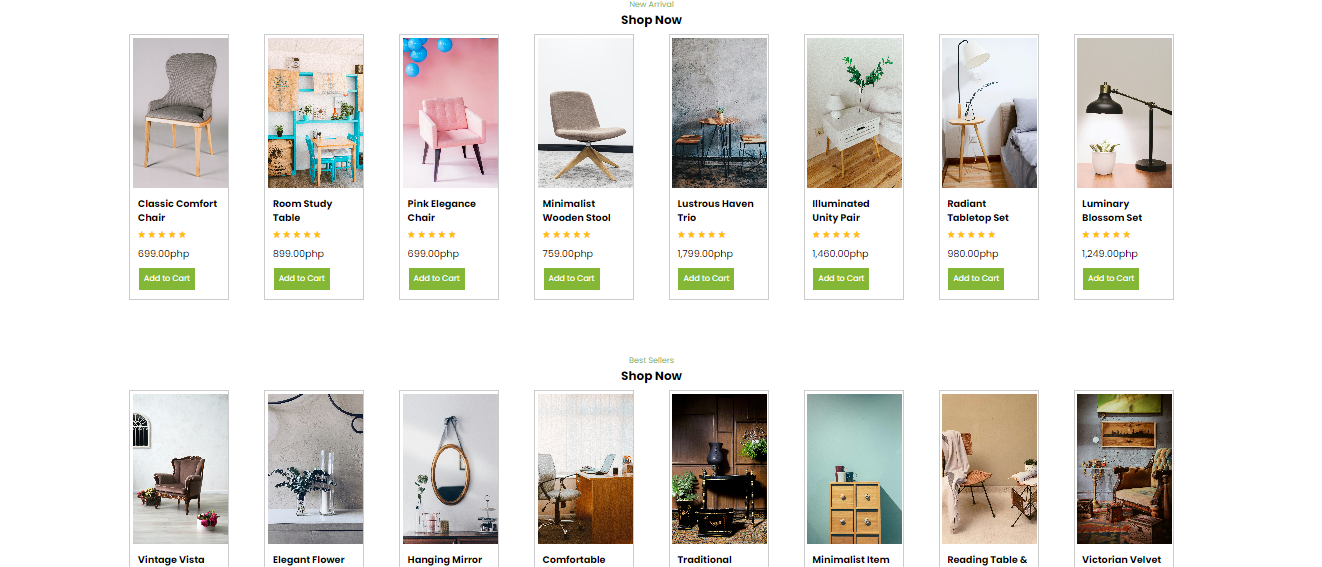 New Arrival
Shop Now
Classic Comfort
Chair
699.00php
Add to Cart
Room Study
Table
899.00php
Add to Cart
Pink Elegance
Chair
699.00php
Add to Cart
Minimalist
Wooden Stool
759.00php
Add to Cart
Lustrous Haven
Trio
1,799.00php
Add to Cart
Illuminated
Unity Pair
1,460.00php
Add to Cart
Radiant
Tabletop Set
980.00php
Add to Cart
Luminary
Blossom Set
1,249.00php
Add to Cart
Best Sellers
Shop Now
Vintage Vista
Elegant Flower
Hanging Mirror
Comfortable
Traditional
Minimalist Item
Reading Table &
Victorian Velvet